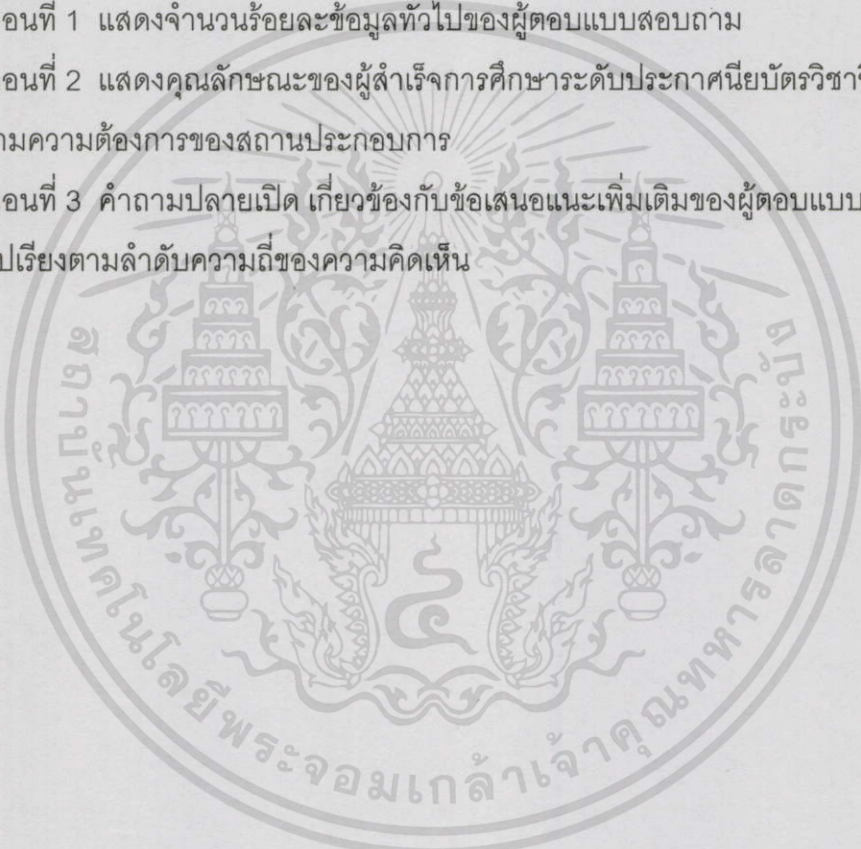 อนที่ 1 แสดงจำนวนร้อยละข้อมูลทั่วไปของผู้ตอบแบบสอบถาม
อนที่ 2 แสดงคุณลักษณะของผู้สำเร็จการศึกษาระดับประกาศนียบัตรวิชาชี
ามความต้องการของสถานประกอบการ
อนที่ 3 คำถามปลายเปิด เกี่ยวข้องกับข้อเสนอแนะเพิ่มเติมของผู้ตอบแบบ
ปเรียงตามลำดับความถี่ของความคิดเห็น
สถาบันเทคโนโลยีพระจอมเกล้าเจ้าคุณทหารลาดกระบัง